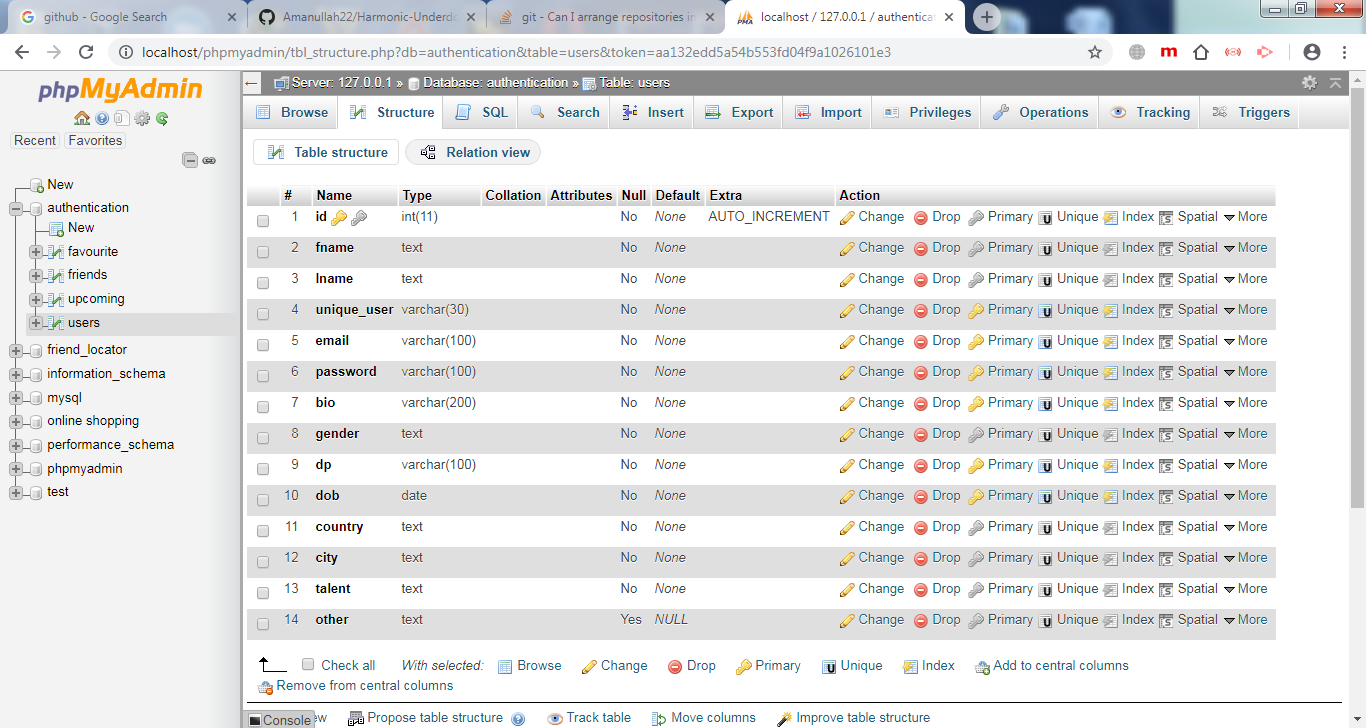 github - Google Search
Amanullah22/Harmonic-Underdo
git - Can I arrange repositories in
localhost / 127.0.0.1 / authenticat
localhost/phpmyadmin/tbl_structure.php?db=authentication&table=users&token=aa132edd5a54b553fd04f9a1026101e3
phpMyAdmin
Recent Favorites
New
authentication
New
favourite
friends
upcoming
users
friend_locator
information_schema
mysql
online shopping
performance_schema
phpmyadmin
test
Server: 127.0.0.1 » Database: authentication » Table: users
Browse Structure SQL Search Insert Export Import Privileges Operations Tracking Triggers
Table structure Relation view
# Name Type Collation Attributes Null Default Extra Action
1 id int(11) No None AUTO_INCREMENT Change Drop Primary Unique Index Spatial More
2 fname text No None Change Drop Primary Unique Index Spatial More
3 lname text No None Change Drop Primary Unique Index Spatial More
4 unique_user varchar(30) No None Change Drop Primary Unique Index Spatial More
5 email varchar(100) No None Change Drop Primary Unique Index Spatial More
6 password varchar(100) No None Change Drop Primary Unique Index Spatial More
7 bio varchar(200) No None Change Drop Primary Unique Index Spatial More
8 gender text No None Change Drop Primary Unique Index Spatial More
9 dp varchar(100) No None Change Drop Primary Unique Index Spatial More
10 dob date No None Change Drop Primary Unique Index Spatial More
11 country text No None Change Drop Primary Unique Index Spatial More
12 city text No None Change Drop Primary Unique Index Spatial More
13 talent text No None Change Drop Primary Unique Index Spatial More
14 other text Yes NULL Change Drop Primary Unique Index Spatial More
Check all With selected: Browse Change Drop Primary Unique Index Add to central columns
Remove from central columns
Console ew Propose table structure Track table Move columns Improve table structure